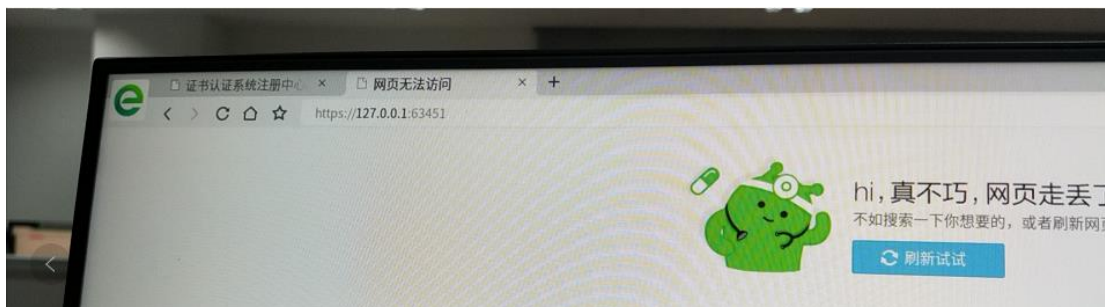 证书认证系统注册中心 × 网页无法访问 × +
https://127.0.0.1:63451
hi,真不巧,网页走丢了
不如搜索一下你想要的,或者刷新网页
刷新试试